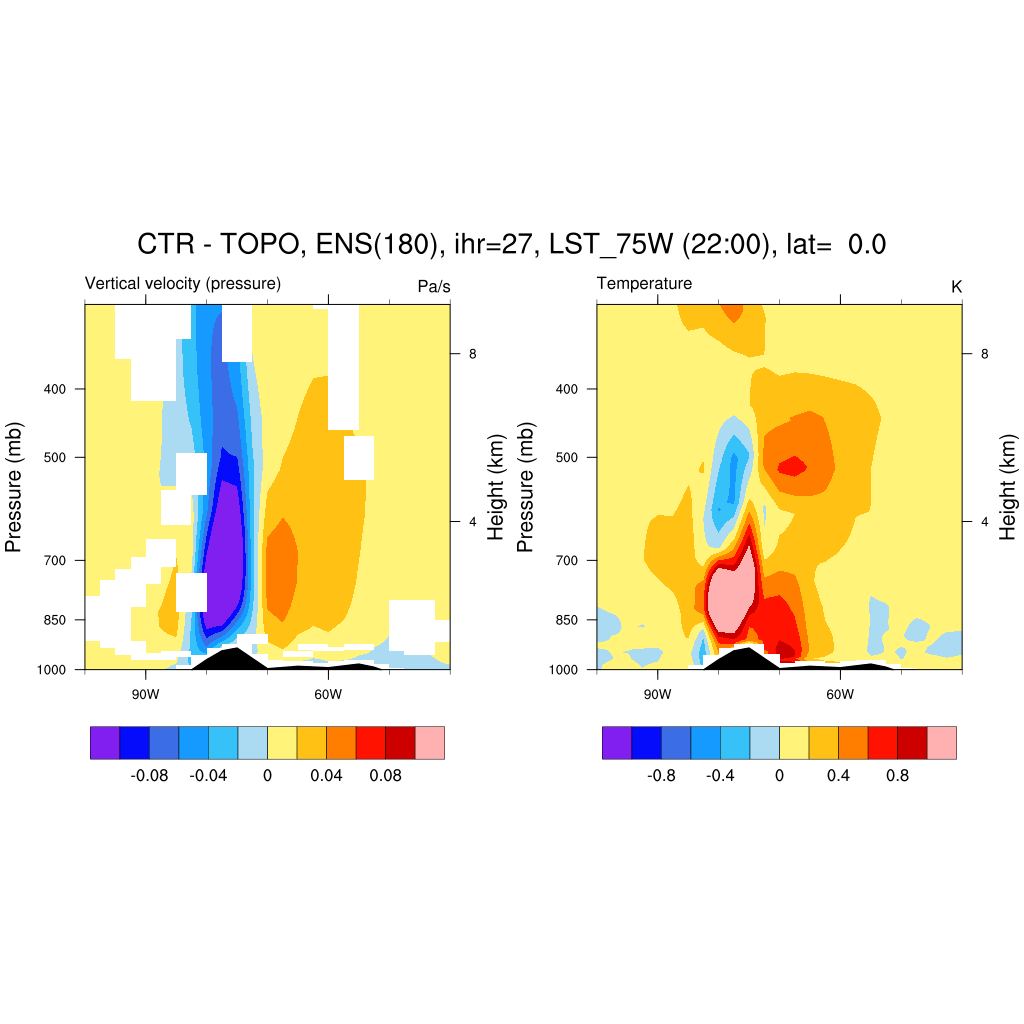 CTR - TOPO, ENS(180), ihr=27, LST_75W (22:00), lat=  0.0
Vertical velocity (pressure) Pa/s
Pressure (mb)
400
500
700
850
1000
8
4
Height (km)
90W 60W
-0.08 -0.04 0 0.04 0.08
Temperature K
Pressure (mb)
400
500
700
850
1000
8
4
Height (km)
90W 60W
-0.8 -0.4 0 0.4 0.8